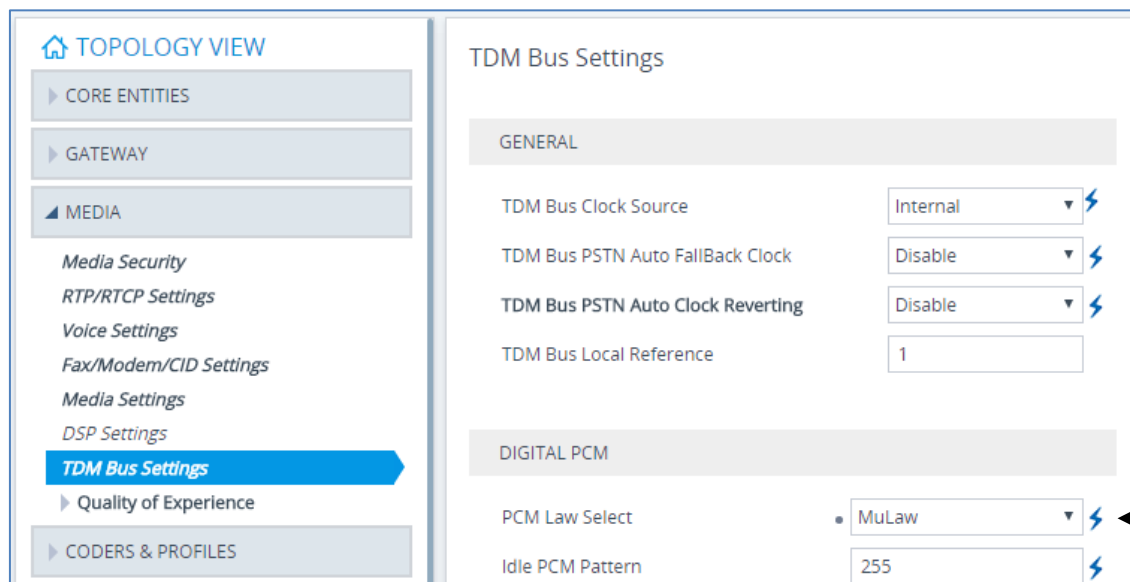 TOPOLOGY VIEW
CORE ENTITIES
GATEWAY
MEDIA
Media Security
RTP/RTCP Settings
Voice Settings
Fax/Modem/CID Settings
Media Settings
DSP Settings
TDM Bus Settings
Quality of Experience
CODERS & PROFILES
TDM Bus Settings
GENERAL
TDM Bus Clock Source Internal
TDM Bus PSTN Auto FallBack Clock Disable
TDM Bus PSTN Auto Clock Reverting Disable
TDM Bus Local Reference 1
DIGITAL PCM
PCM Law Select MuLaw
Idle PCM Pattern 255